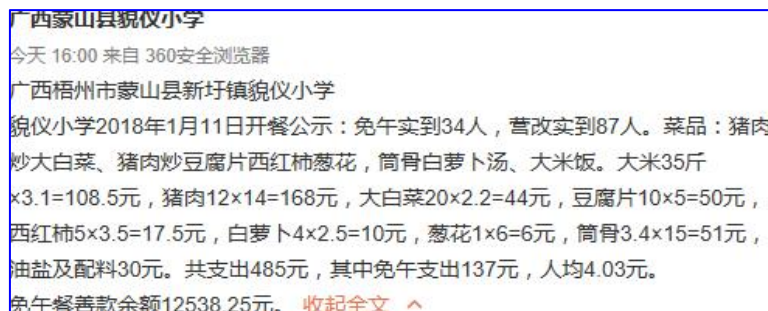 广西蒙山县貌仪小学
今天 16:00 来自 360安全浏览器
广西梧州市蒙山县新圩镇貌仪小学
貌仪小学2018年1月11日开餐公示：免午实到34人，营改实到87人。菜品：猪肉
炒大白菜、猪肉炒豆腐片西红柿葱花，筒骨白萝卜汤、大米饭。大米35斤
×3.1=108.5元，猪肉12×14=168元，大白菜20×2.2=44元，豆腐片10×5=50元，
西红柿5×3.5=17.5元，白萝卜4×2.5=10元，葱花1×6=6元，筒骨3.4×15=51元，
油盐及配料30元。共支出485元，其中免午支出137元，人均4.03元。
免午餐善款余额12538.25元。 收起全文